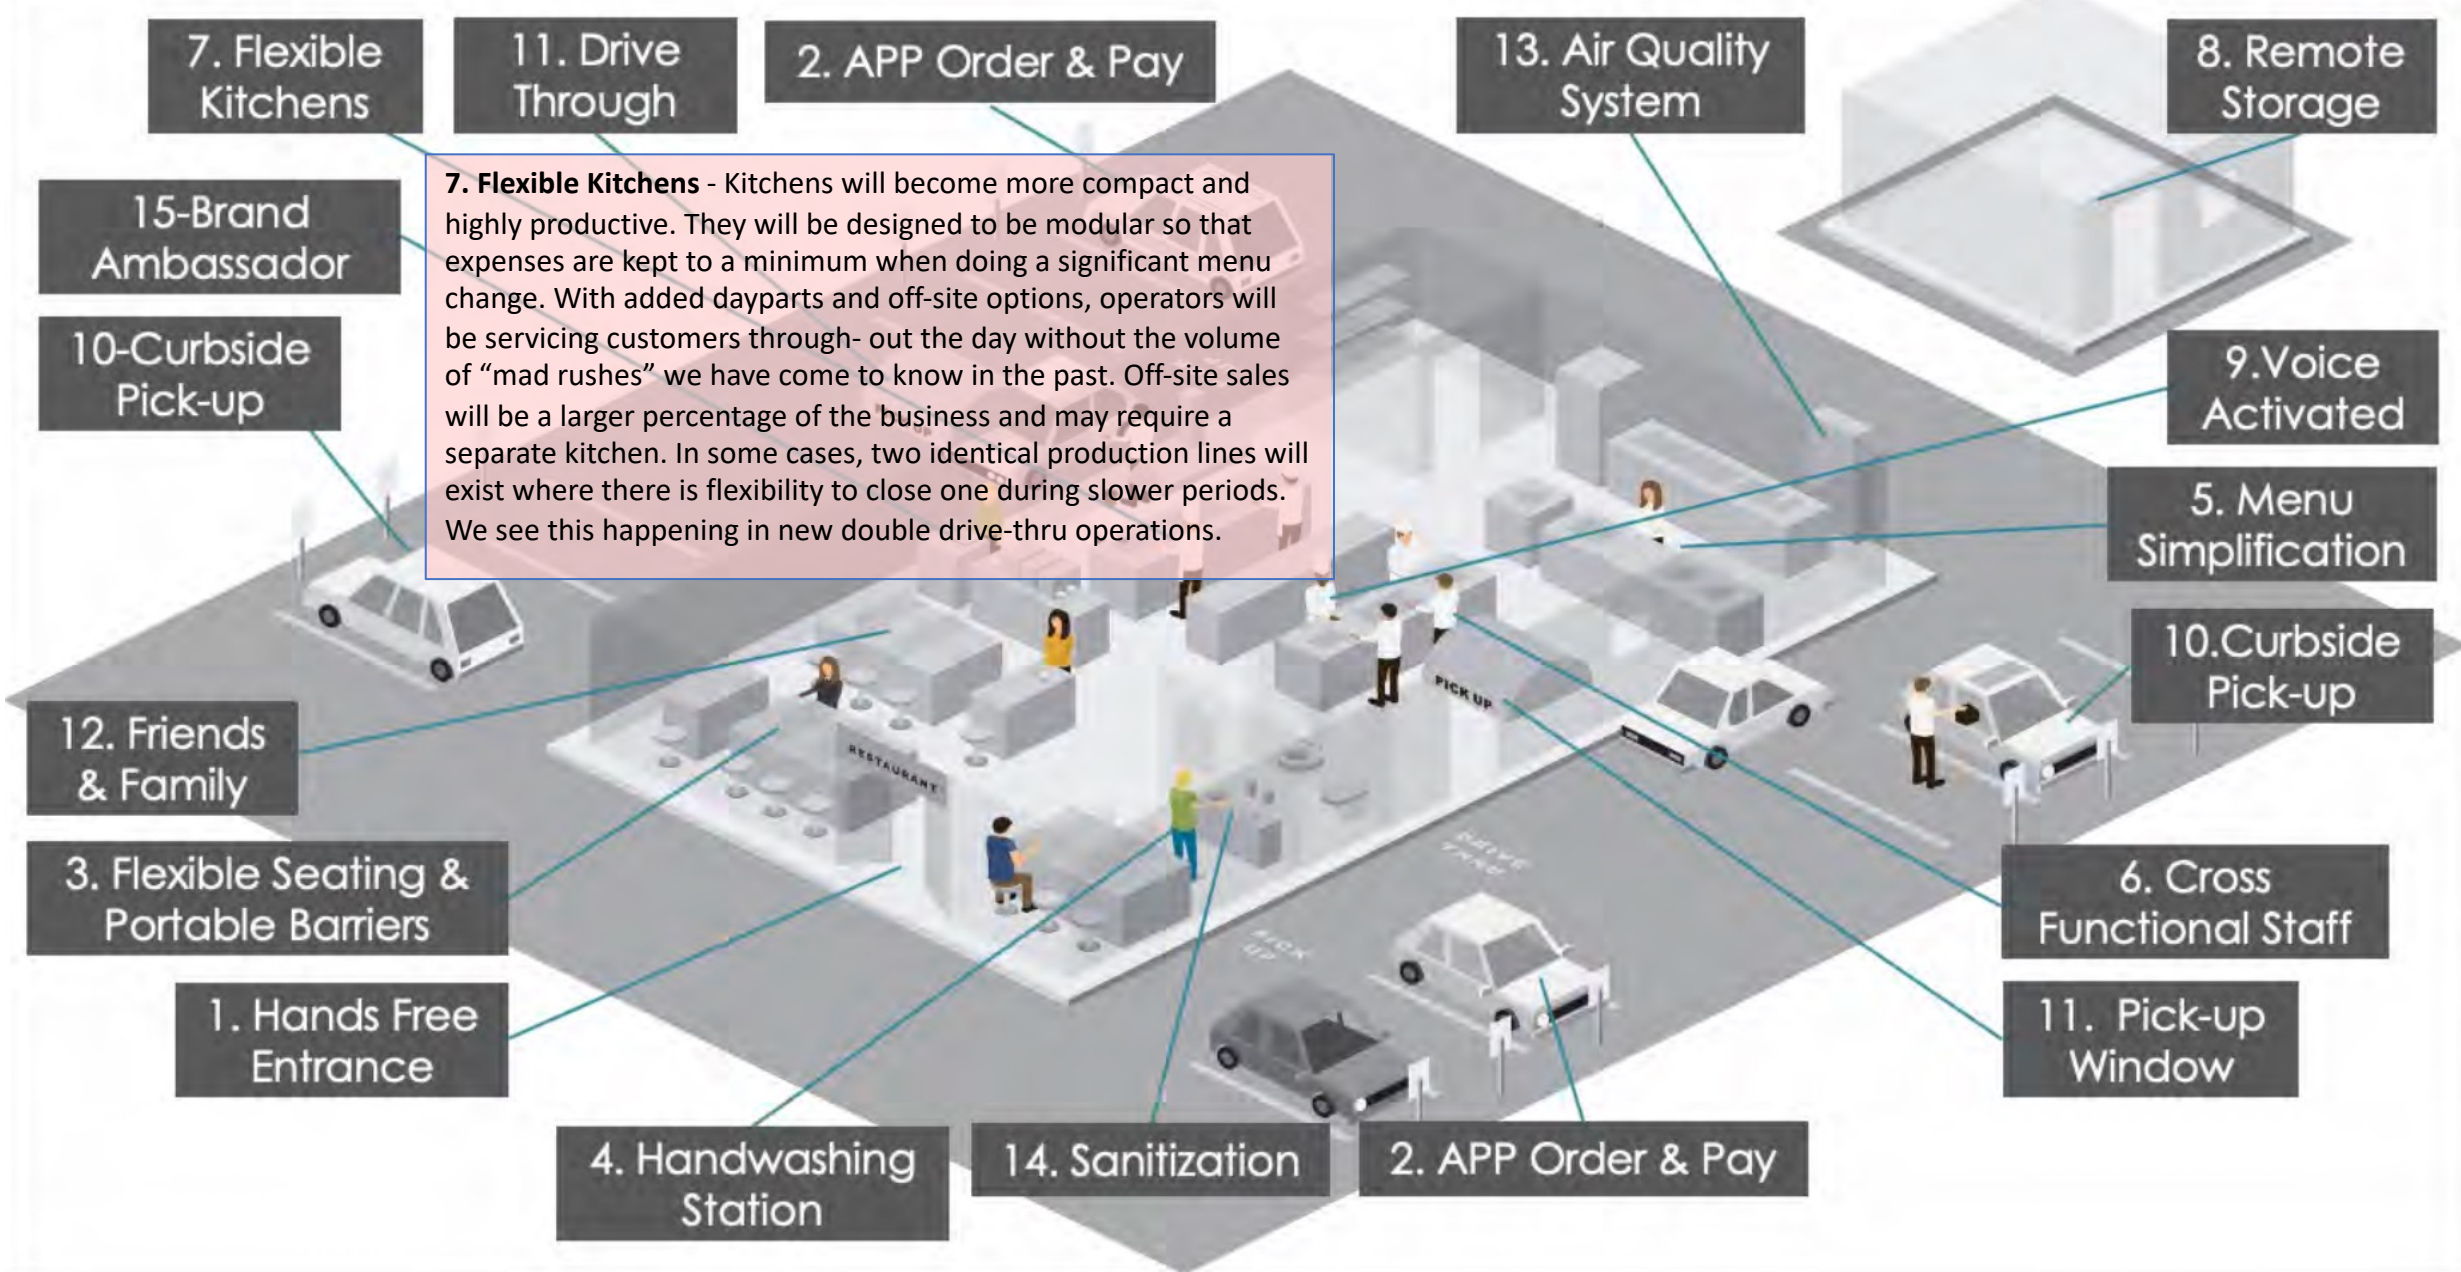 7. Flexible
Kitchens
11. Drive
Through
2. APP Order & Pay
13. Air Quality
System
8. Remote
Storage
15-Brand
Ambassador
7. Flexible Kitchens - Kitchens will become more compact and
highly productive. They will be designed to be modular so that
expenses are kept to a minimum when doing a significant menu
change. With added dayparts and off-site options, operators will
be servicing customers through- out the day without the volume
of “mad rushes” we have come to know in the past. Off-site sales
will be a larger percentage of the business and may require a
separate kitchen. In some cases, two identical production lines will
exist where there is flexibility to close one during slower periods.
We see this happening in new double drive-thru operations.
10-Curbside
Pick-up
9.Voice
Activated
5. Menu
Simplification
10.Curbside
Pick-up
PICK UP
12. Friends
& Family
RESTAURANT
3. Flexible Seating &
Portable Barriers
DRIVE
THRU
6. Cross
Functional Staff
PICK
UP
1. Hands Free
Entrance
11. Pick-up
Window
4. Handwashing
Station
14. Sanitization
2. APP Order & Pay